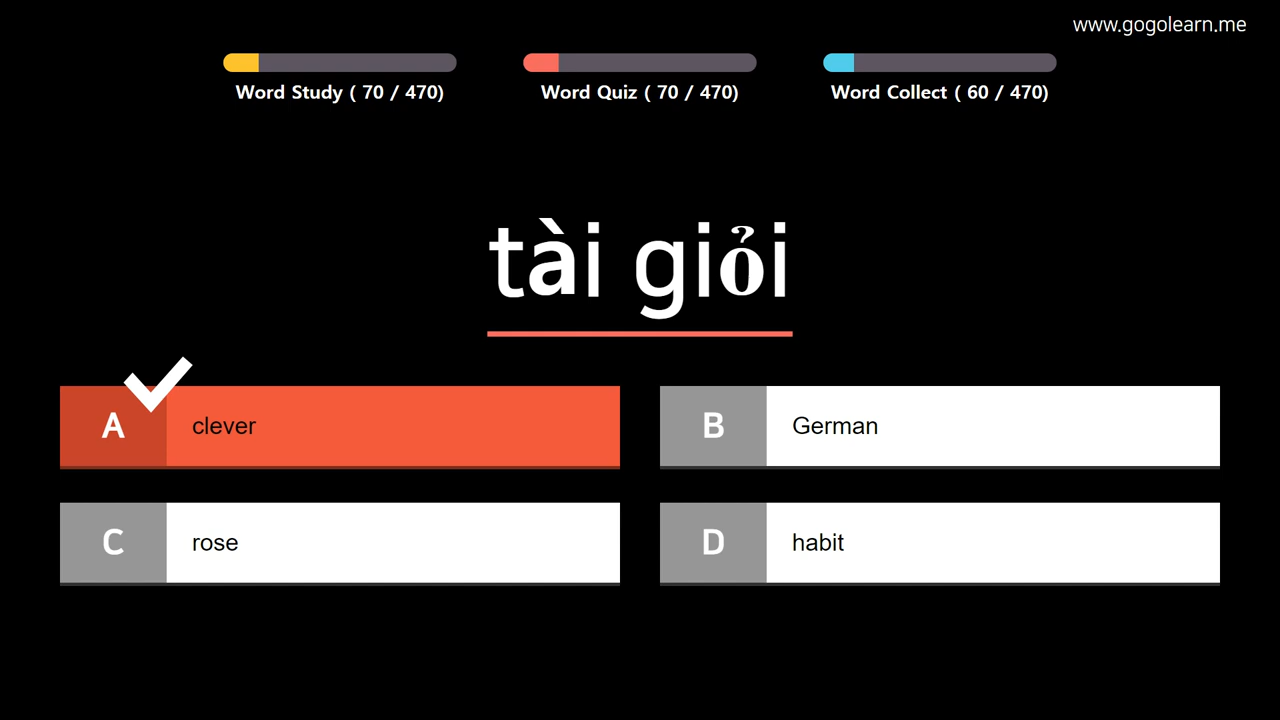 www.gogolearn.me
Word Study ( 70 / 470)
Word Quiz ( 70 / 470)
Word Collect ( 60 / 470)
tài giỏi
A clever
B German
C rose
D habit